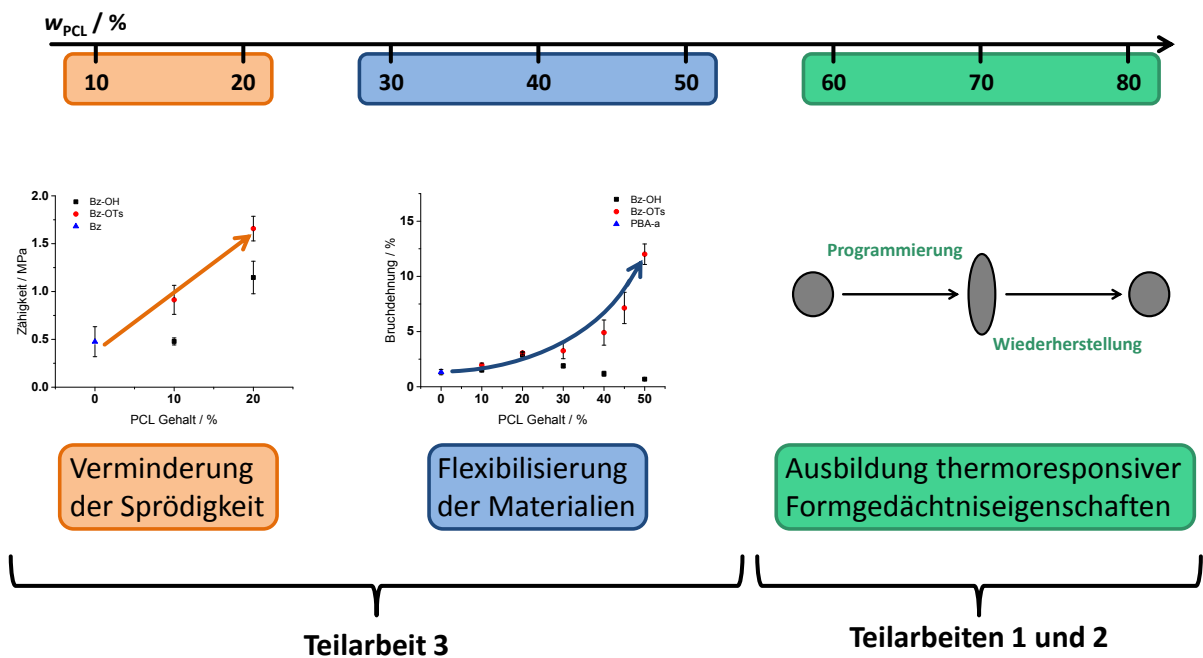 w_PCL / %
10 20 30 40 50 60 70 80
Bz-OH
Bz-OTs
Bz
Zähigkeit / MPa
2.0
1.5
1.0
0.5
0.0
0 10 20
PCL Gehalt / %
Bz-OH
Bz-OTs
PBA-a
Bruchdehnung / %
15
10
5
0
0 10 20 30 40 50
PCL Gehalt / %
Programmierung
Wiederherstellung
Verminderung
der Sprödigkeit
Flexibilisierung
der Materialien
Ausbildung thermoresponsiver
Formgedächtniseigenschaften
Teilarbeit 3
Teilarbeiten 1 und 2